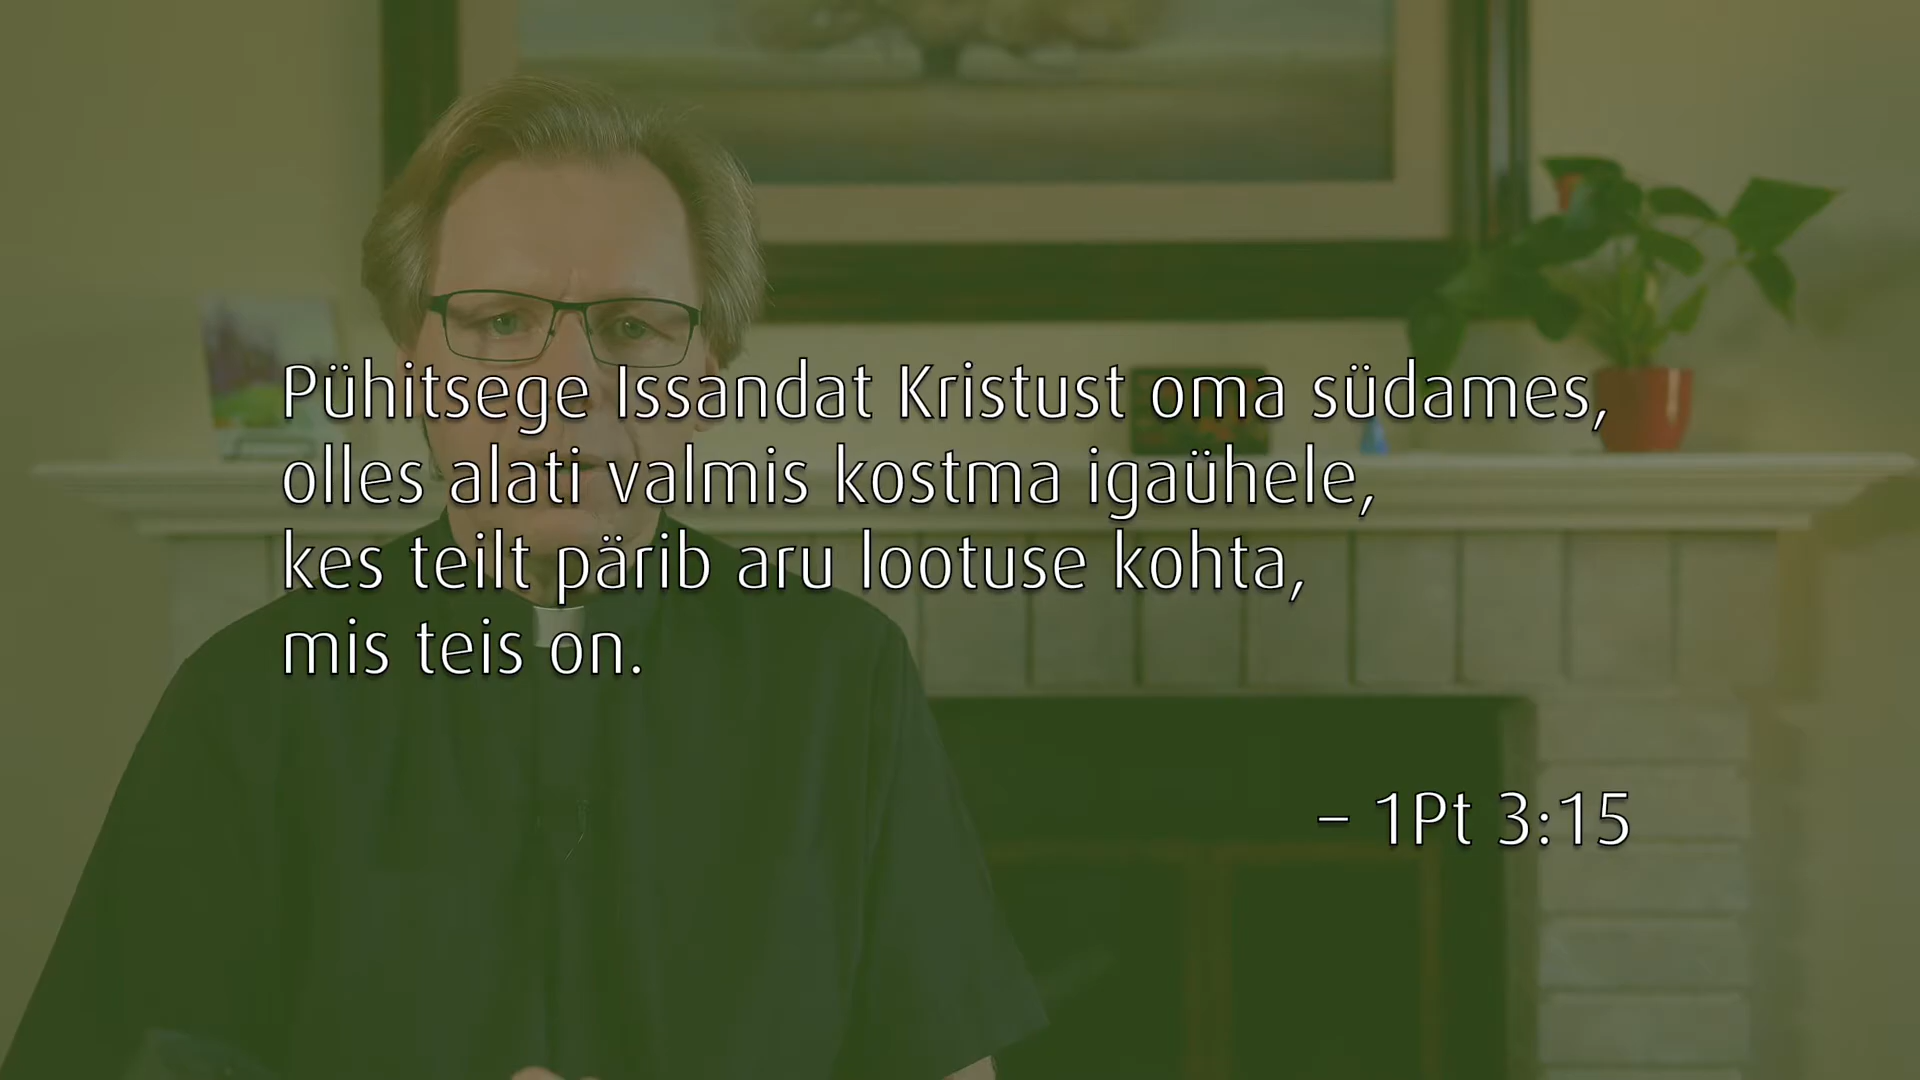 Pühitsege Issandat Kristust oma südames,
olles alati valmis kostma igaühele,
kes teilt pärib aru lootuse kohta,
mis teis on.
– 1Pt 3:15